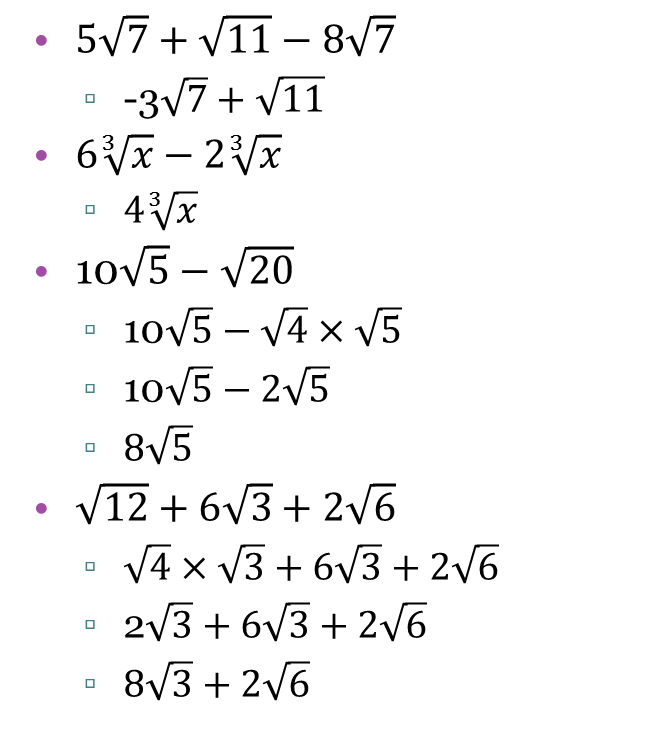 • 5√7 + √11 − 8√7
▫ -3√7 + √11
• 6∛x − 2∛x
▫ 4∛x
• 10√5 − √20
▫ 10√5 − √4 × √5
▫ 10√5 − 2√5
▫ 8√5
• √12 + 6√3 + 2√6
▫ √4 × √3 + 6√3 + 2√6
▫ 2√3 + 6√3 + 2√6
▫ 8√3 + 2√6